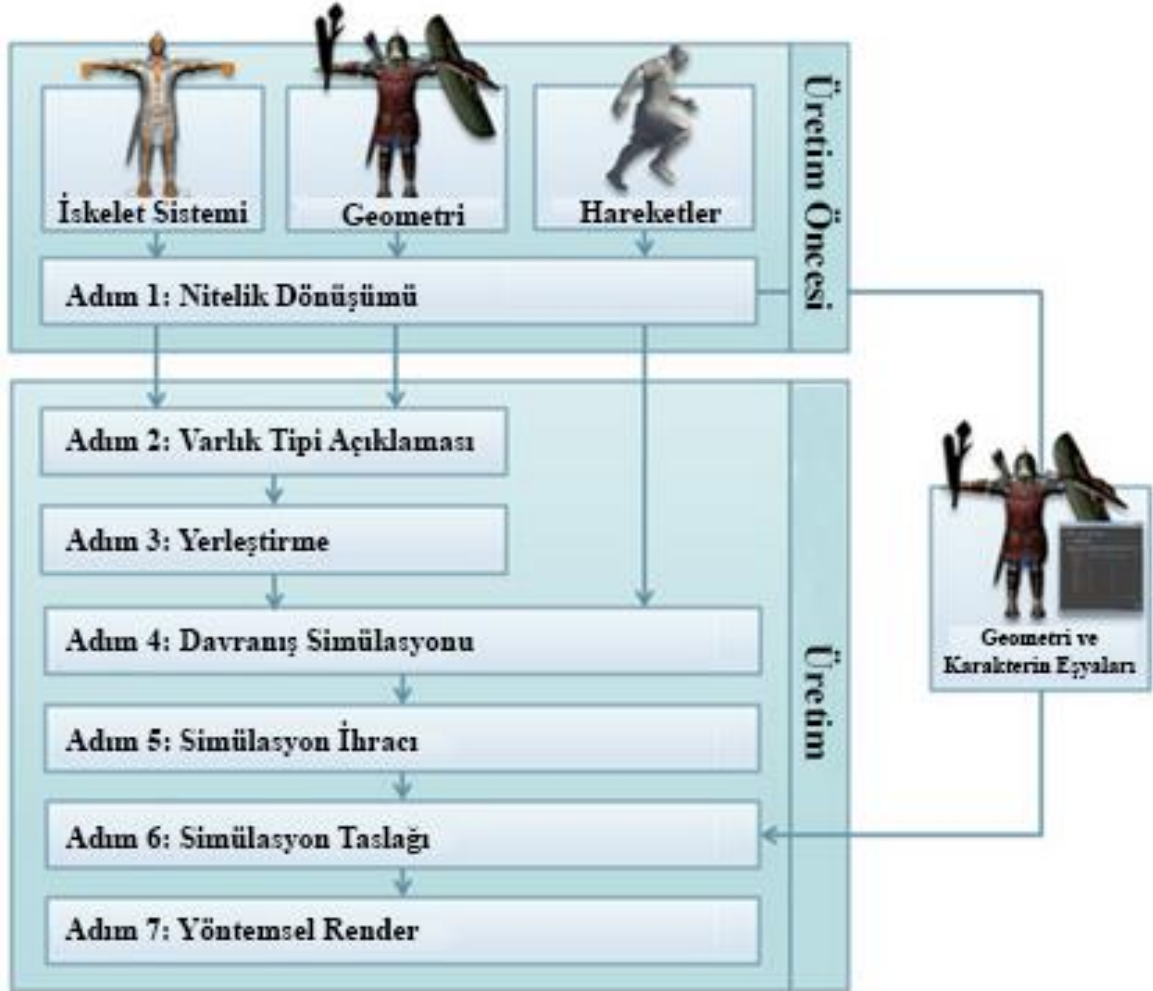 İskelet Sistemi
Geometri
Hareketler
Üretim Öncesi
Adım 1: Nitelik Dönüşümü
Adım 2: Varlık Tipi Açıklaması
Adım 3: Yerleştirme
Adım 4: Davranış Simülasyonu
Adım 5: Simülasyon İhracı
Adım 6: Simülasyon Taslağı
Adım 7: Yöntemsel Render
Üretim
Geometri ve
Karakterin Eşyaları